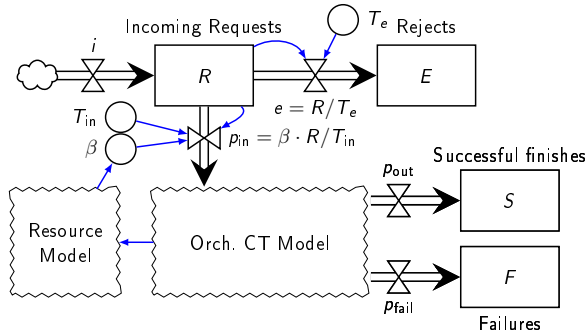 Incoming Requests
T_e
Rejects
i
R
E
e = R/T_e
T_in
β
p_in = β · R/T_in
Successful finishes
p_out
S
Resource
Model
Orch. CT Model
F
p_fail
Failures